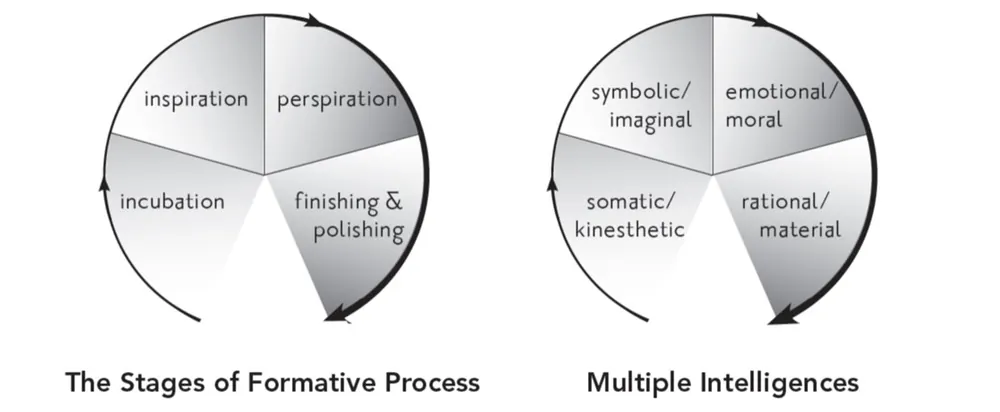 inspiration
perspiration
incubation
finishing &
polishing
The Stages of Formative Process
symbolic/
imaginal
emotional/
moral
somatic/
kinesthetic
rational/
material
Multiple Intelligences